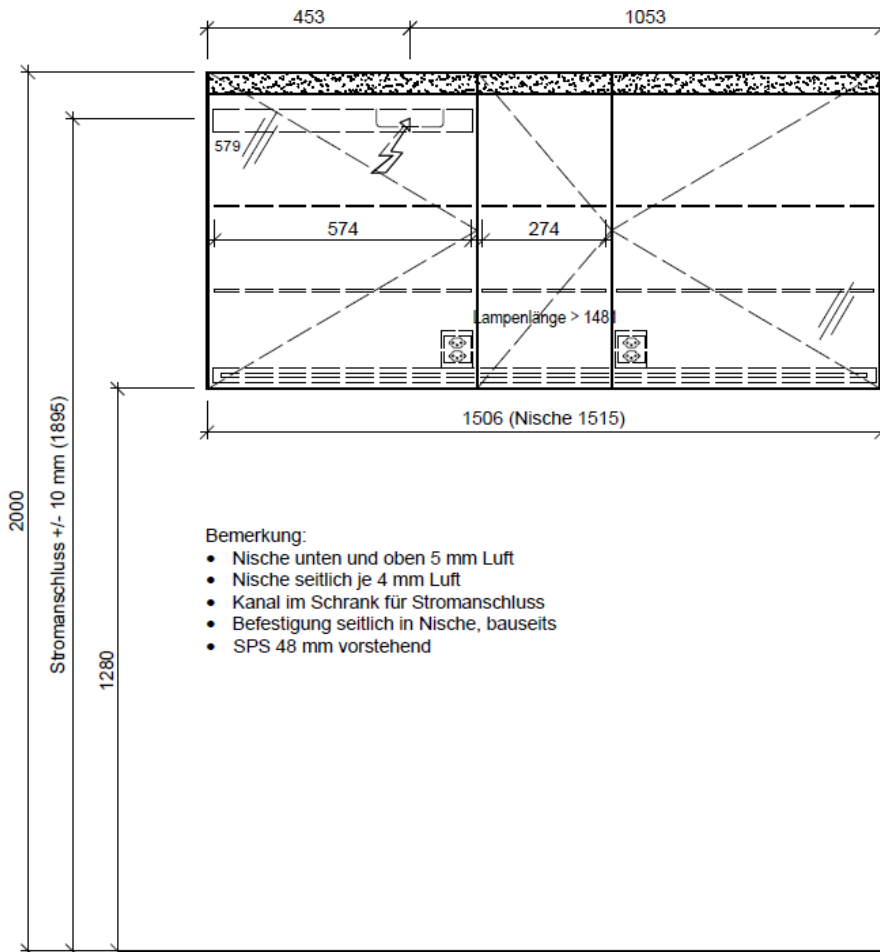 453
1053
579
574
274
Lampenlänge > 1481
1506 (Nische 1515)
2000
Stromanschluss +/- 10 mm (1895)
1280
Bemerkung:
• Nische unten und oben 5 mm Luft
• Nische seitlich je 4 mm Luft
• Kanal im Schrank für Stromanschluss
• Befestigung seitlich in Nische, bauseits
• SPS 48 mm vorstehend